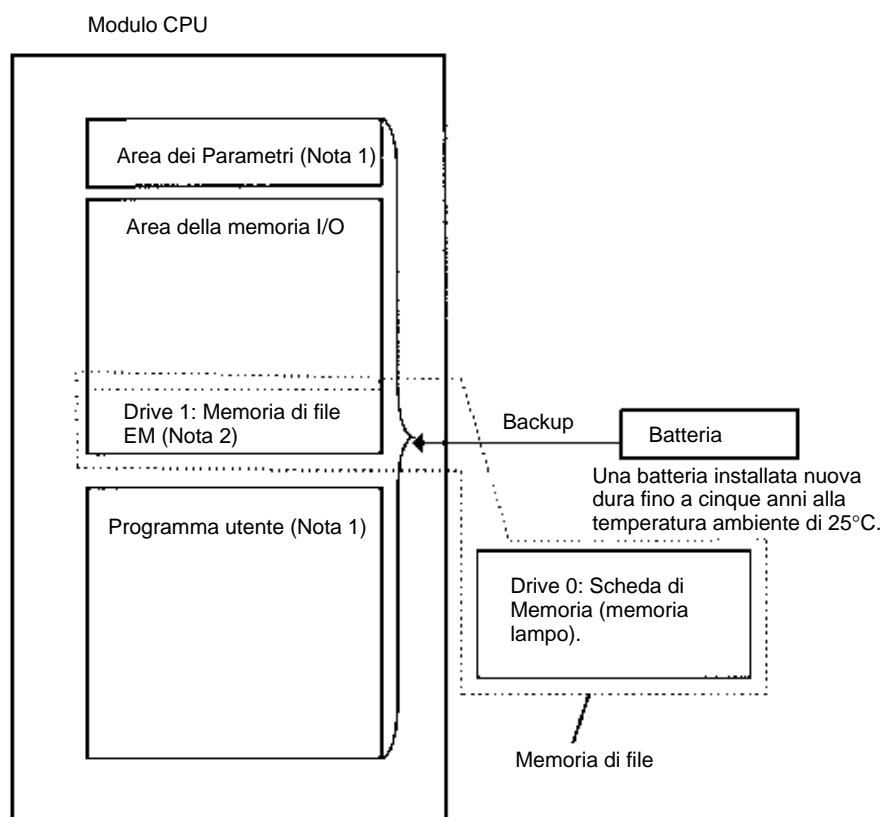 Modulo CPU
Area dei Parametri (Nota 1)
Area della memoria I/O
Drive 1: Memoria di file
EM (Nota 2)
Backup
Batteria
Una batteria installata nuova
dura fino a cinque anni alla
temperatura ambiente di 25°C.
Programma utente (Nota 1)
Drive 0: Scheda di
Memoria (memoria
lampo).
Memoria di file